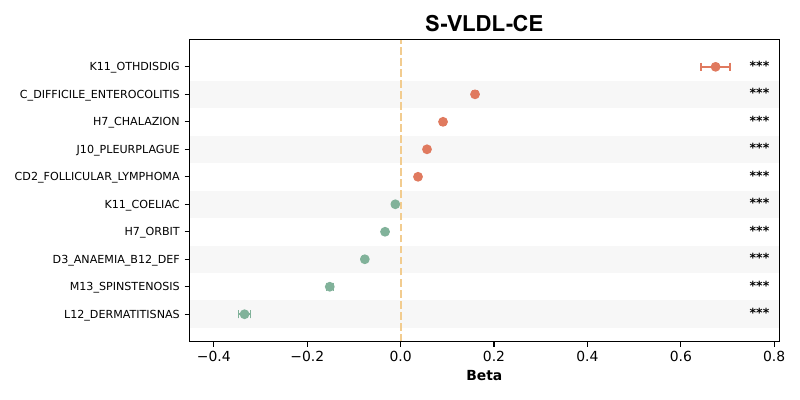 S-VLDL-CE
K11_OTHDISDIG ***
C_DIFFICILE_ENTEROCOLITIS ***
H7_CHALAZION ***
J10_PLEURPLAGUE ***
CD2_FOLLICULAR_LYMPHOMA ***
K11_COELIAC ***
H7_ORBIT ***
D3_ANAEMIA_B12_DEF ***
M13_SPINSTENOSIS ***
L12_DERMATITISNAS ***
−0.4 −0.2 0.0 0.2 0.4 0.6 0.8
Beta